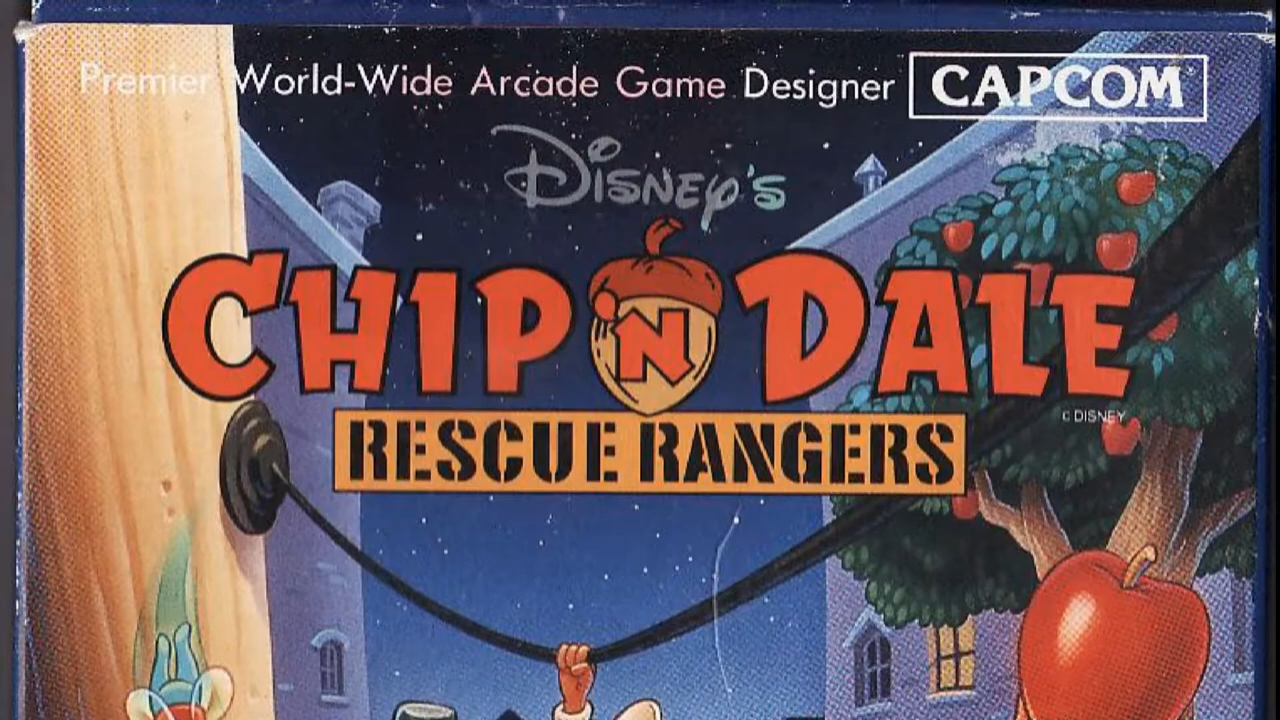 Premier World-Wide Arcade Game Designer CAPCOM
DISNEY'S
CHIP 'N DALE
© DISNEY
RESCUE RANGERS